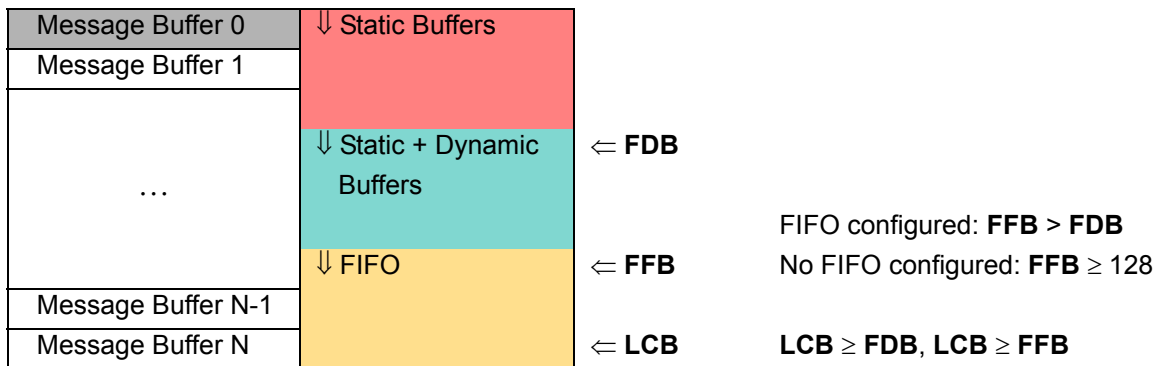 Message Buffer 0 ⇓ Static Buffers
Message Buffer 1
⇓ Static + Dynamic ⇐ FDB
… Buffers
FIFO configured: FFB > FDB
⇓ FIFO ⇐ FFB No FIFO configured: FFB ≥ 128
Message Buffer N-1
Message Buffer N ⇐ LCB LCB ≥ FDB, LCB ≥ FFB